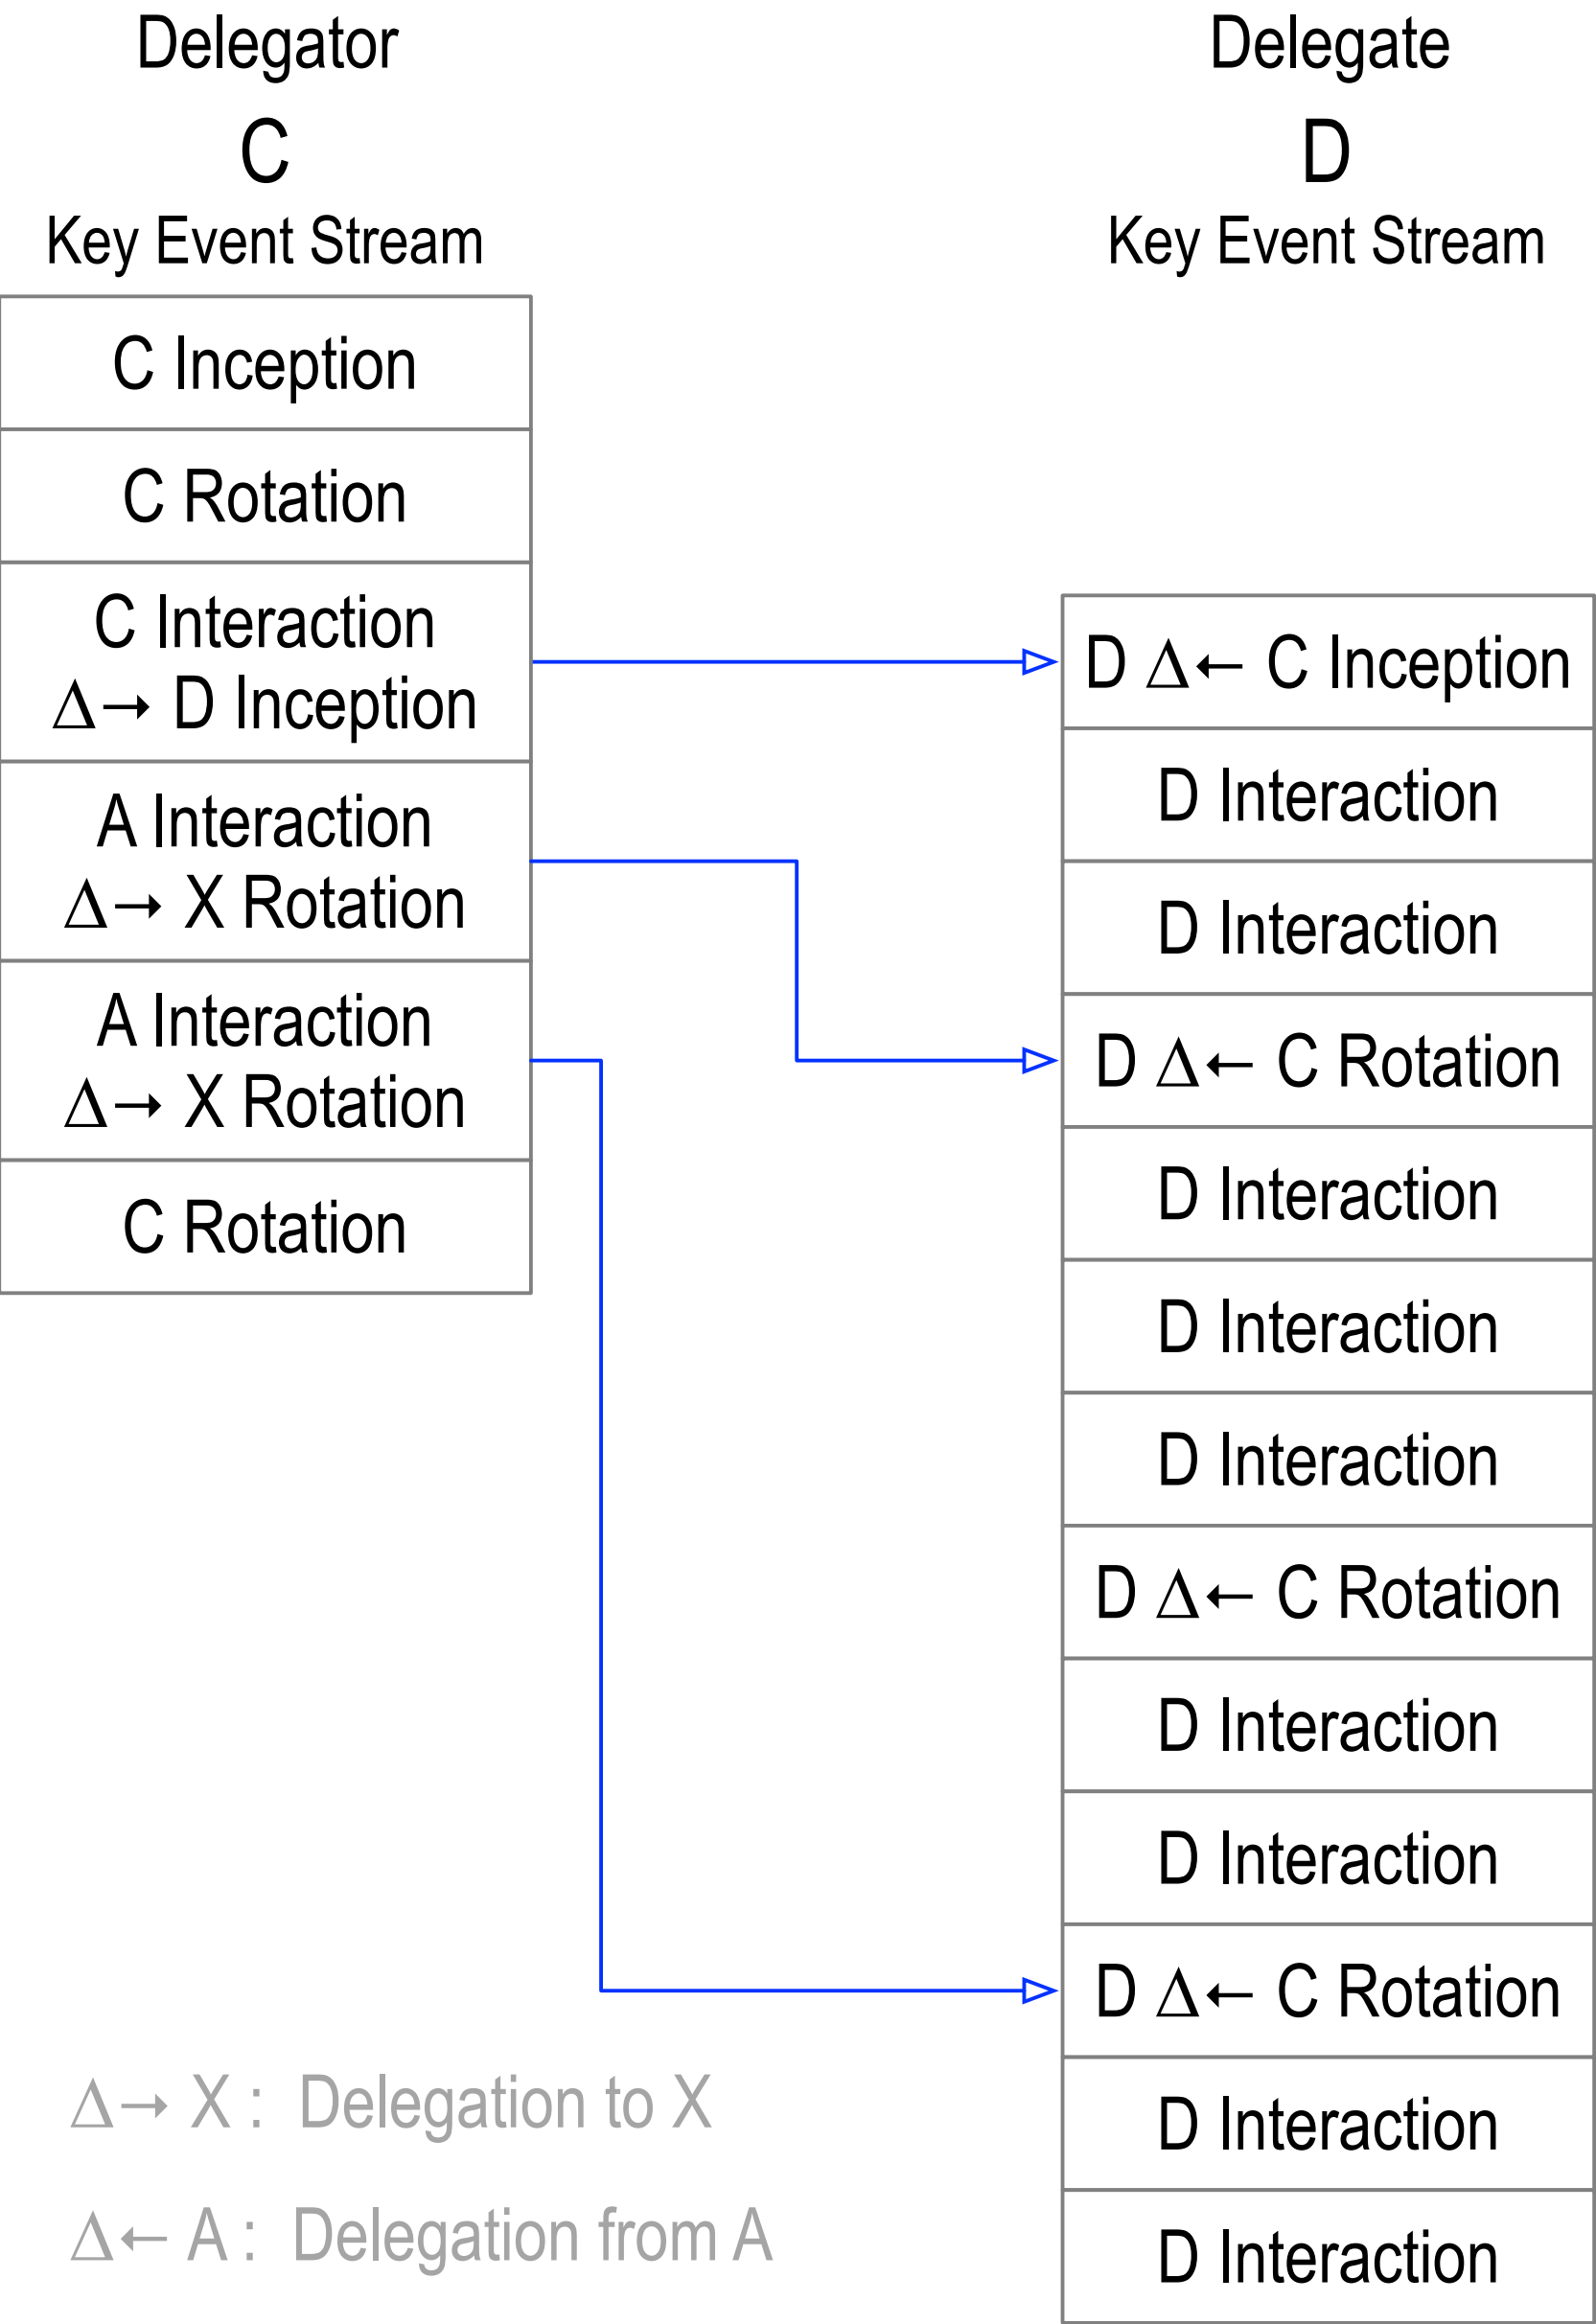 Delegator
C
Key Event Stream
C Inception
C Rotation
C Interaction
Δ→ D Inception
A Interaction
Δ→ X Rotation
A Interaction
Δ→ X Rotation
C Rotation
Delegate
D
Key Event Stream
D Δ← C Inception
D Interaction
D Interaction
D Δ← C Rotation
D Interaction
D Interaction
D Interaction
D Δ← C Rotation
D Interaction
D Interaction
D Δ← C Rotation
D Interaction
D Interaction
Δ→ X : Delegation to X
Δ← A : Delegation from A